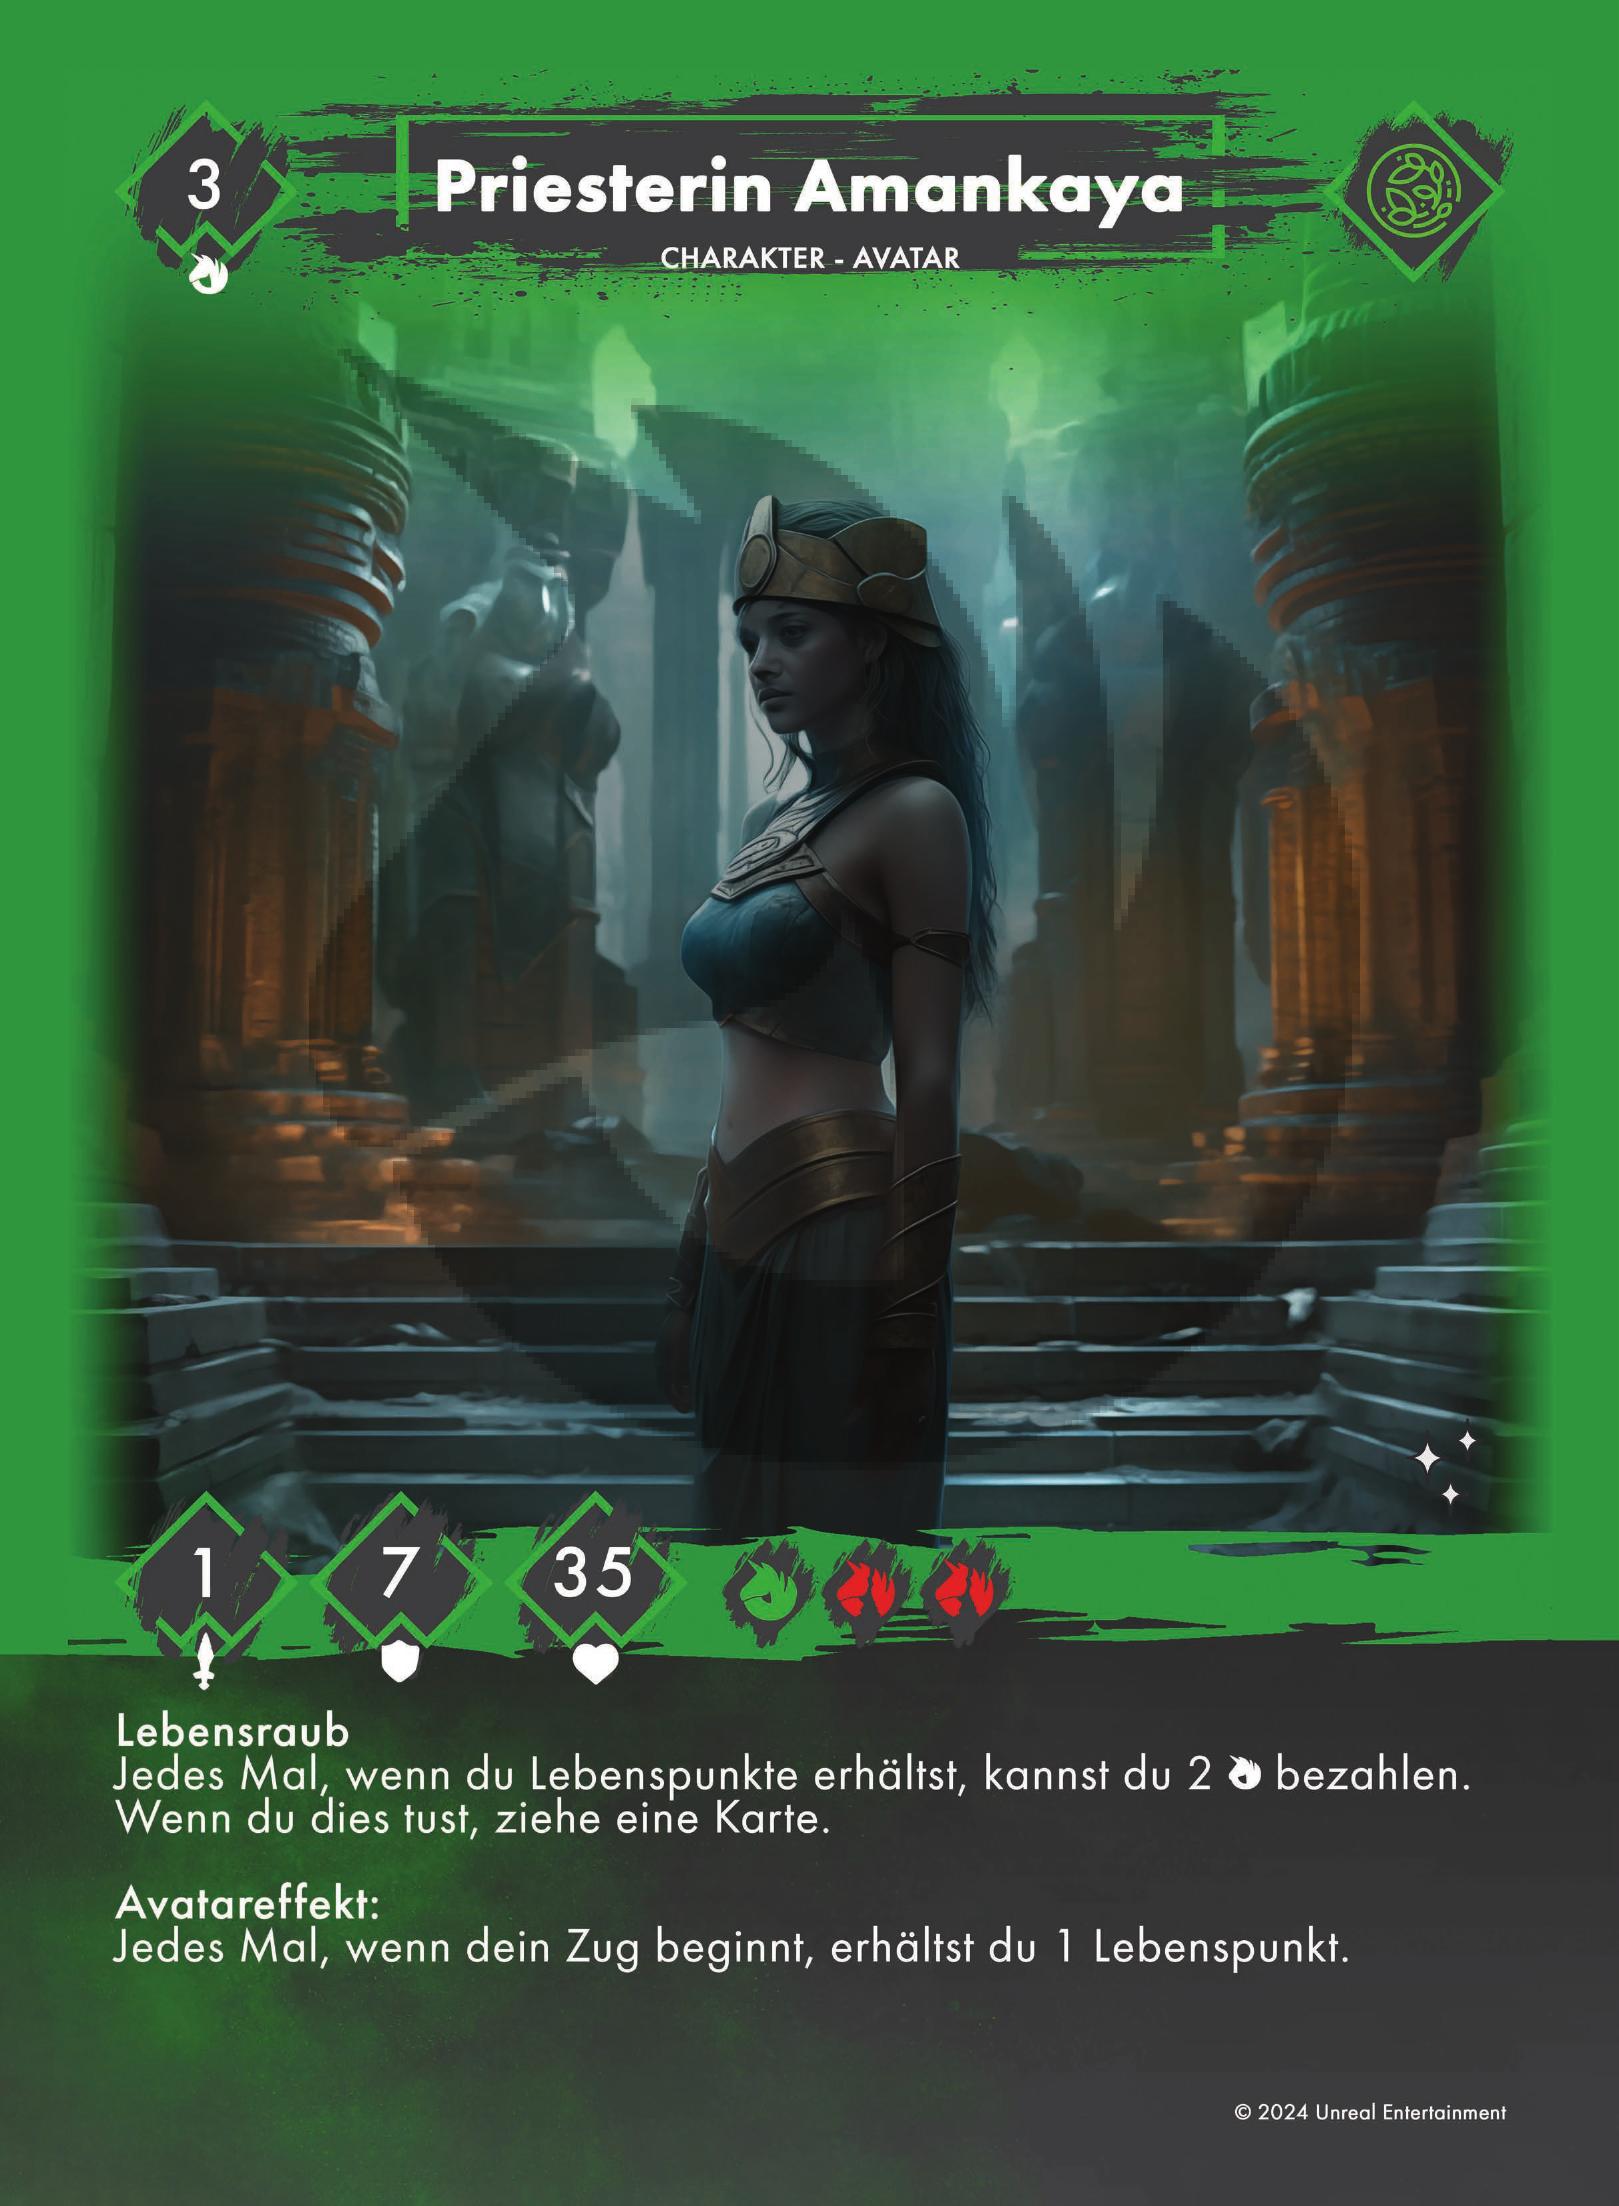 3
Priesterin Amankaya
CHARAKTER - AVATAR
1
7
35
Lebensraub
Jedes Mal, wenn du Lebenspunkte erhältst, kannst du 2 bezahlen.
Wenn du dies tust, ziehe eine Karte.
Avatareffekt:
Jedes Mal, wenn dein Zug beginnt, erhältst du 1 Lebenspunkt.
© 2024 Unreal Entertainment